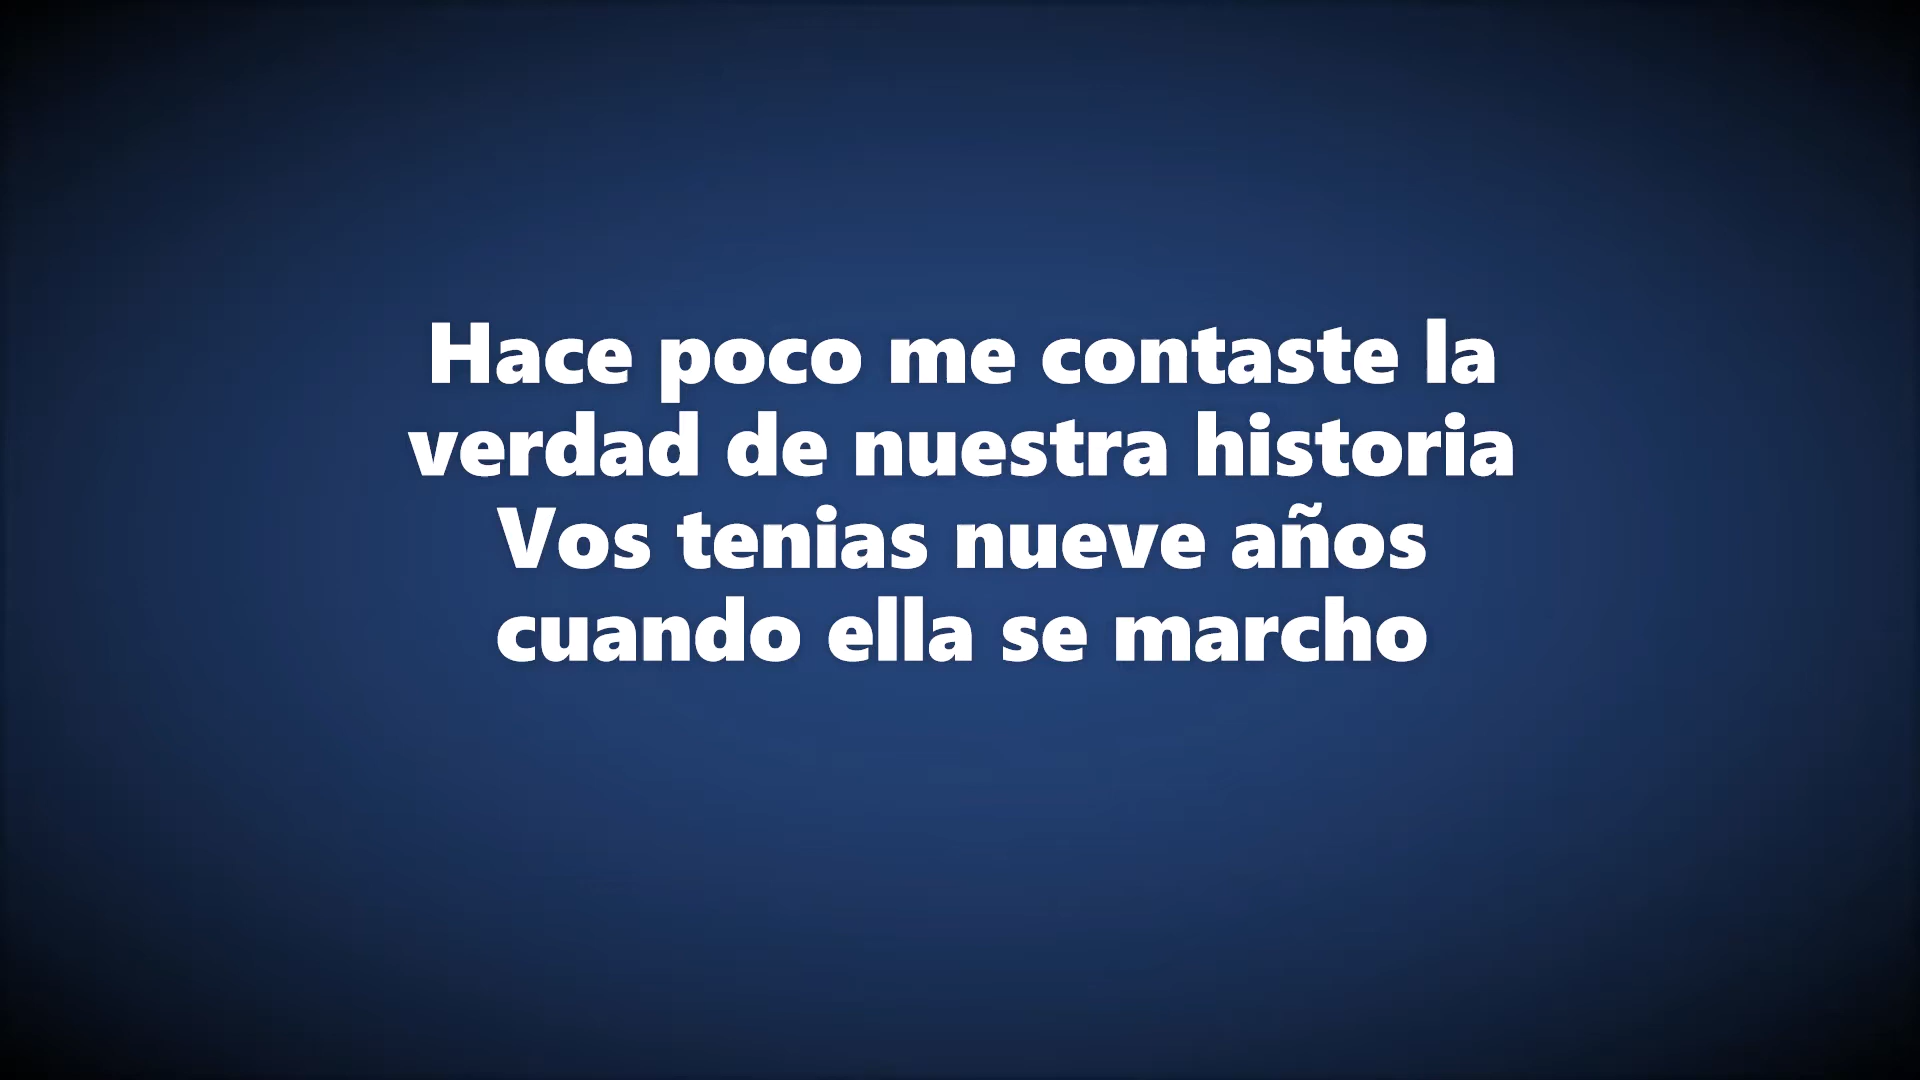 Hace poco me contaste la
verdad de nuestra historia
Vos tenias nueve años
cuando ella se marcho